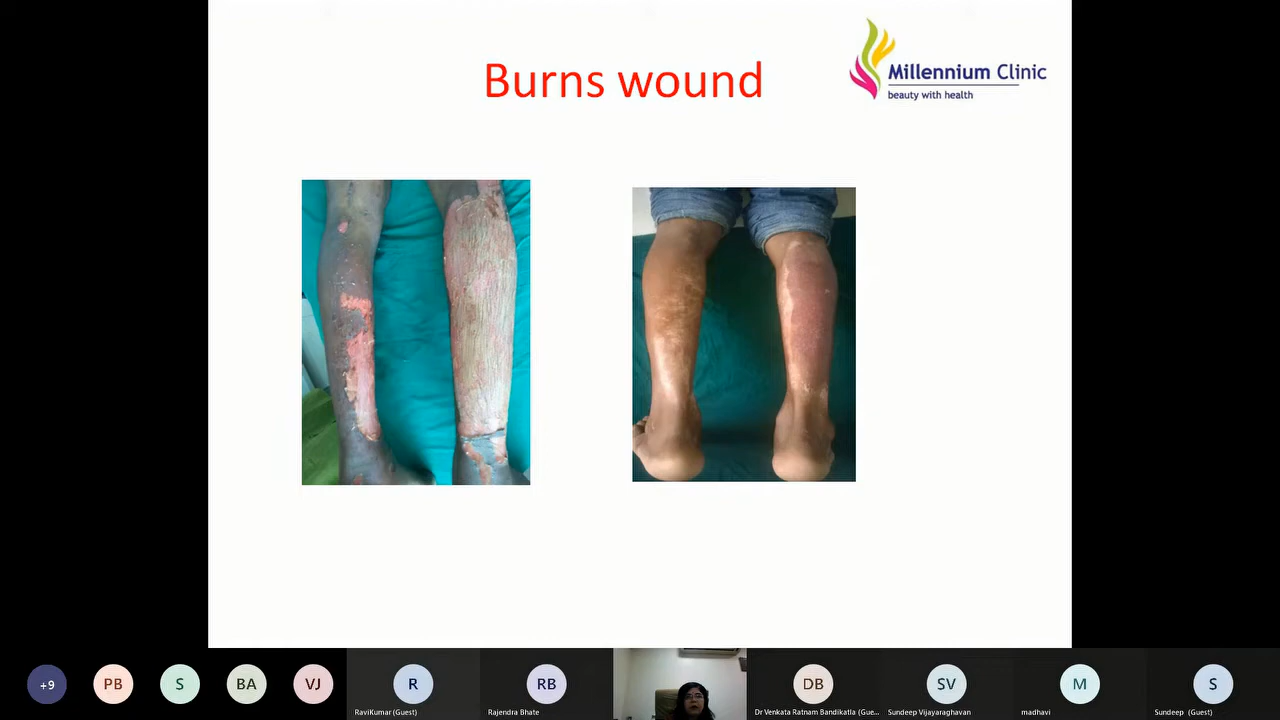 Burns wound
Millennium Clinic
beauty with health
+9
PB
S
BA
VJ
R
RB
DB
SV
M
S
RaviKumar (Guest)
Rajendra Bhate
Dr Venkata Ratnam Bandikatla (Gue...
Sundeep Vijayaraghavan
madhavi
Sundeep (Guest)